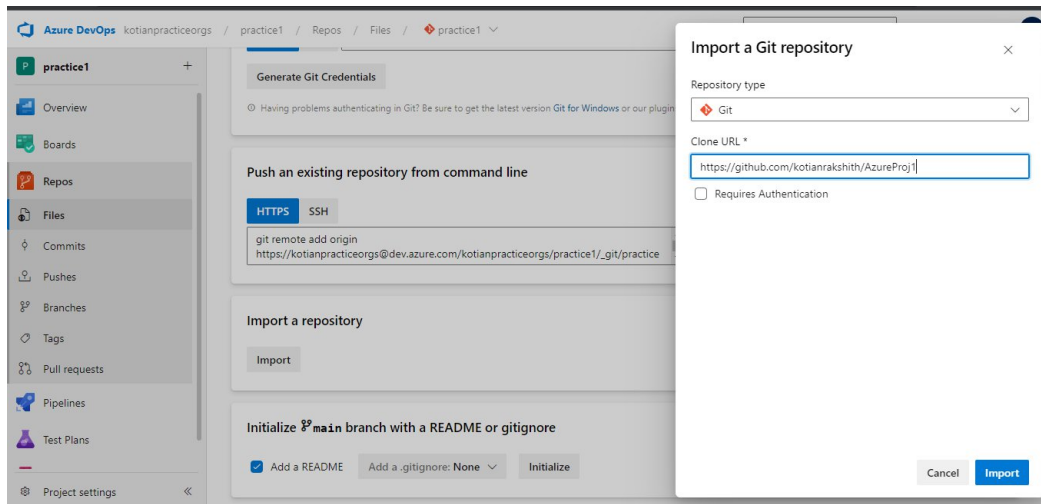 Azure DevOps kotianpracticeorgs / practice1 / Repos / Files / practice1
P practice1 +
Overview
Boards
Repos
Files
Commits
Pushes
Branches
Tags
Pull requests
Pipelines
Test Plans
Project settings
Generate Git Credentials
Having problems authenticating in Git? Be sure to get the latest version Git for Windows or our plugin
Push an existing repository from command line
HTTPS SSH
git remote add origin
https://kotianpracticeorgs@dev.azure.com/kotianpracticeorgs/practice1/_git/practice
Import a repository
Import
Initialize main branch with a README or gitignore
Add a README Add a .gitignore: None Initialize
Import a Git repository
Repository type
Git
Clone URL *
https://github.com/kotianrakshith/AzureProj1
Requires Authentication
Cancel Import